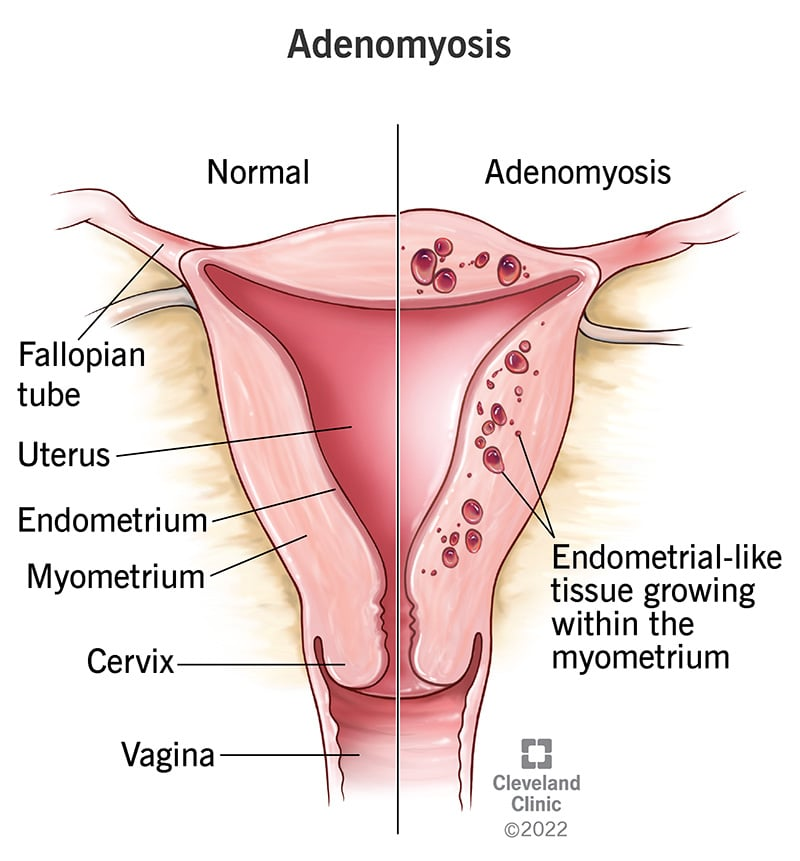 Adenomyosis
Normal
Adenomyosis
Fallopian
tube
Uterus
Endometrium
Myometrium
Cervix
Vagina
Endometrial-like
tissue growing
within the
myometrium
Cleveland
Clinic
©2022